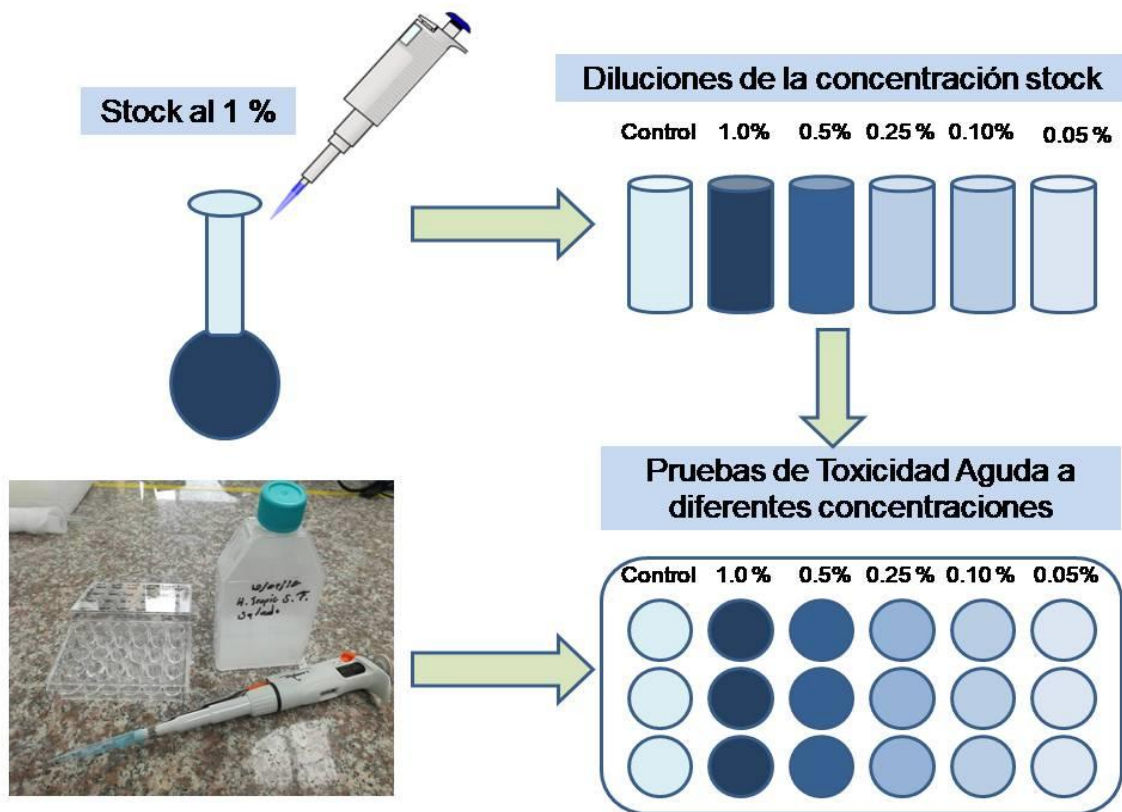 Stock al 1 %
Diluciones de la concentración stock
Control 1.0% 0.5% 0.25 % 0.10% 0.05 %
Pruebas de Toxicidad Aguda a
diferentes concentraciones
Control 1.0 % 0.5% 0.25 % 0.10 % 0.05%
H.